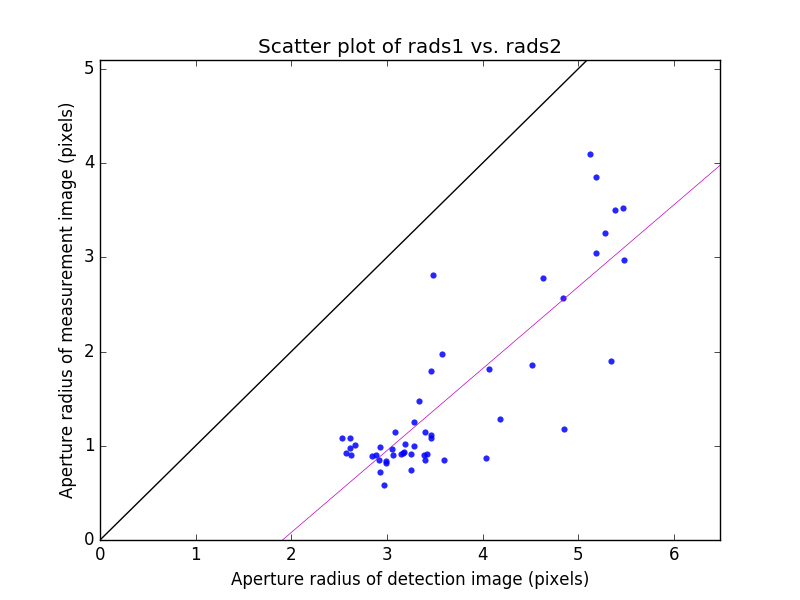 Scatter plot of rads1 vs. rads2
5
4
3
2
1
0
Aperture radius of measurement image (pixels)
0 1 2 3 4 5 6
Aperture radius of detection image (pixels)